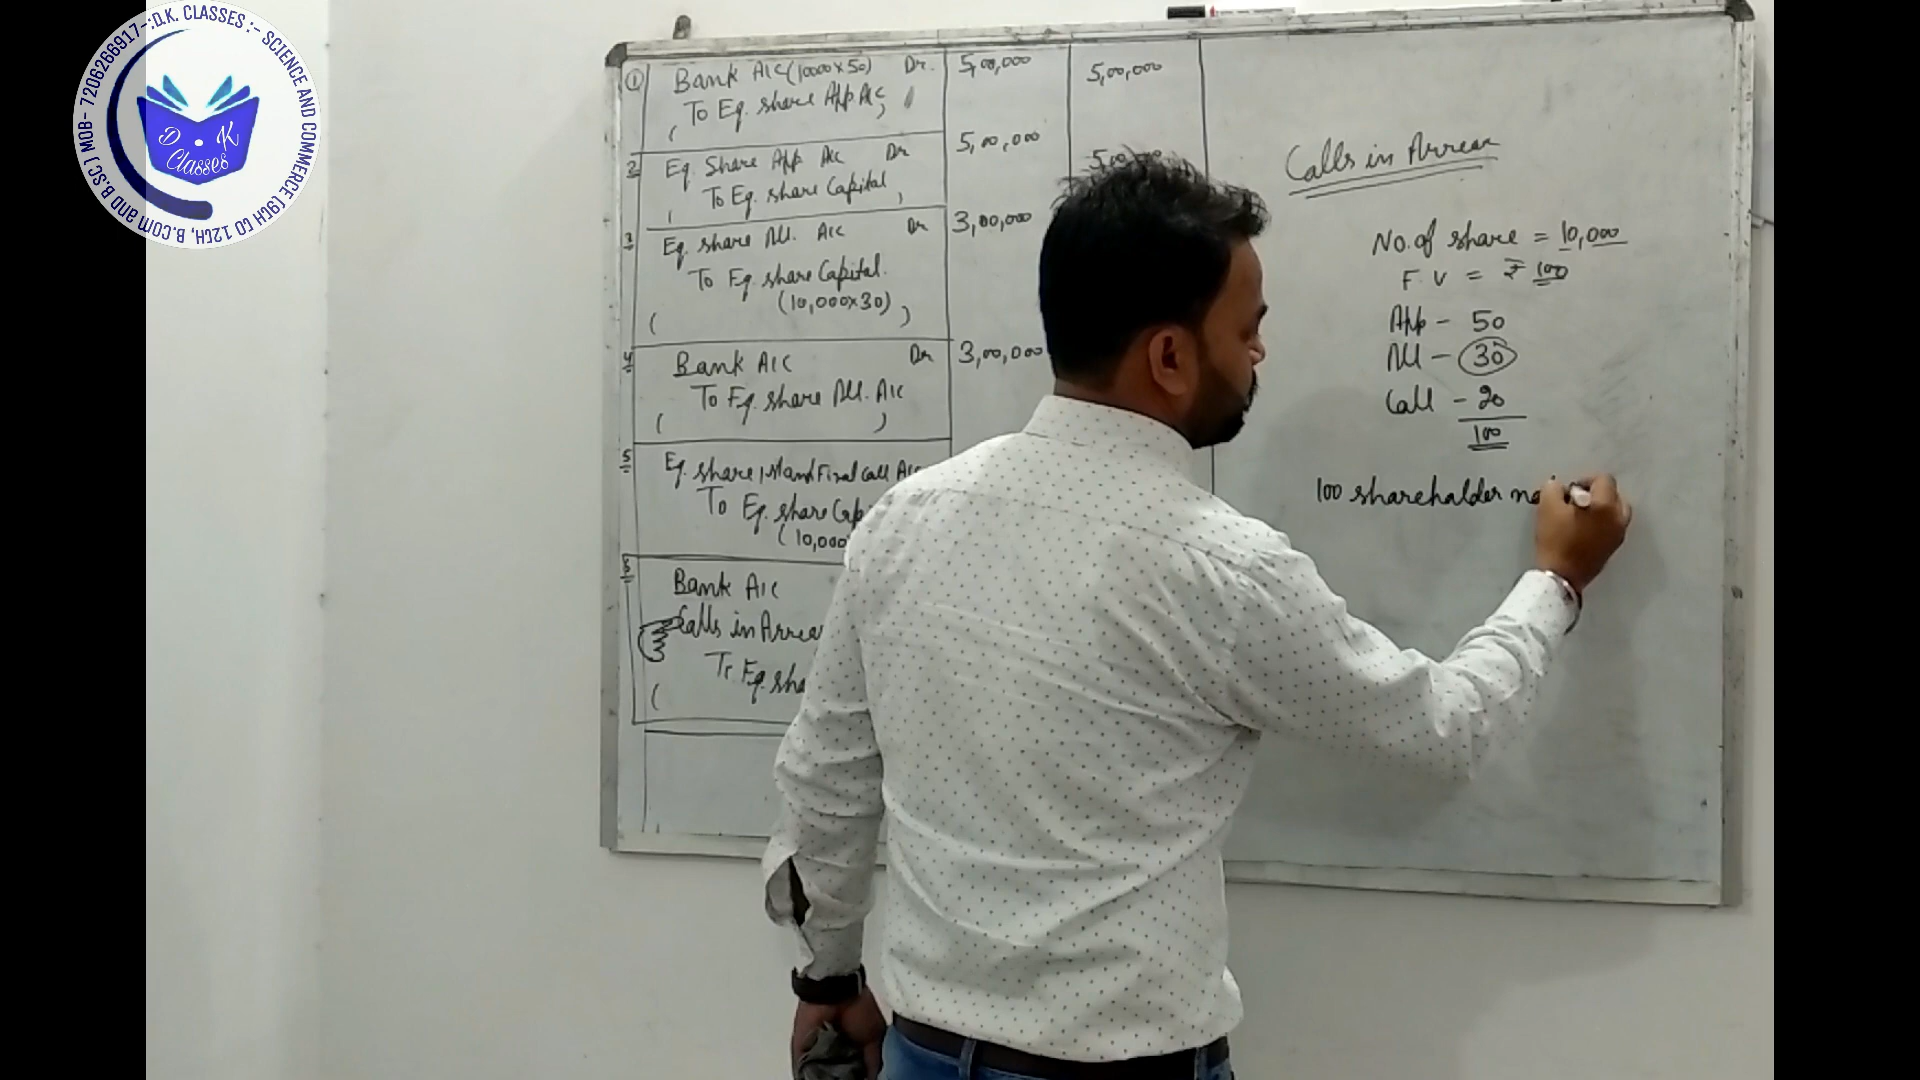 :D.K. CLASSES :- SCIENCE AND COMMERCE (9TH to 12TH, B.Com and B.SC.) MOB- 7206266917-
D.K
Classes
① Bank A/c (10000×50) Dr. 5,00,000 5,00,000
To Eq. share App A/c
(
2 Eq. Share App A/c Dr 5,00,000 5,00,000
To Eq. share Capital
( )
3 Eq. share All. A/c Dr 3,00,000
To Eq. share Capital.
(10,000×30)
( )
4 Bank A/c Dr 3,00,000
To Eq. share All. A/c
( )
5 Eq. share 1st and Final Call A/c
To Eq. share Cap
(10,000
6 Bank A/c
Calls in Arrear
To Eq. sha
(
Calls in Arrear
No. of share = 10,000
F.V = ₹ 100
App - 50
All - 30
Call - 20
100
100 shareholder